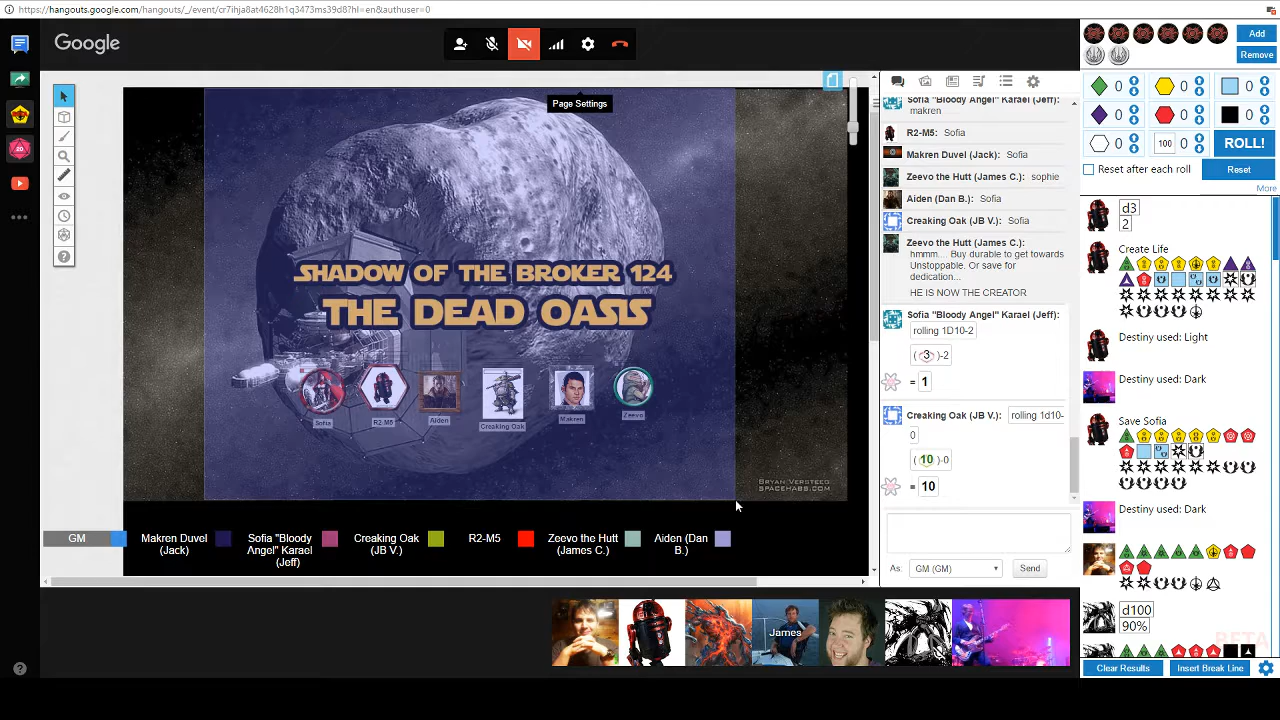 https://hangouts.google.com/hangouts/_/event/cr7ihja8at4628h1q3473ms39d8?hl=en&authuser=0
Google
Page Settings
SHADOW OF THE BROKER 124
THE DEAD OASIS
Sofia
R2-M5
Aiden
Creaking Oak
Makren
Zeevo
BRYAN VERSTEEG
SPACEHABS.COM
GM
Makren Duvel (Jack)
Sofia "Bloody Angel" Karael (Jeff)
Creaking Oak (JB V.)
R2-M5
Zeevo the Hutt (James C.)
Aiden (Dan B.)
Sofia "Bloody Angel" Karael (Jeff):
makren
R2-M5: Sofia
Makren Duvel (Jack): Sofia
Zeevo the Hutt (James C.): sophie
Aiden (Dan B.): Sofia
Creaking Oak (JB V.): Sofia
Zeevo the Hutt (James C.):
hmmm.... Buy durable to get towards
Unstoppable. Or save for
dedication...
HE IS NOW THE CREATOR
Sofia "Bloody Angel" Karael (Jeff):
rolling 1D10-2
(3)-2
= 1
Creaking Oak (JB V.): rolling 1d10-
0
(10)-0
= 10
As: GM (GM) Send
James
Add
Remove
0 0 0
0 0 0
0 100 0 ROLL!
Reset after each roll Reset
More
d3
2
Create Life
Destiny used: Light
Destiny used: Dark
Save Sofia
Destiny used: Dark
d100
90%
BETA
Clear Results Insert Break Line